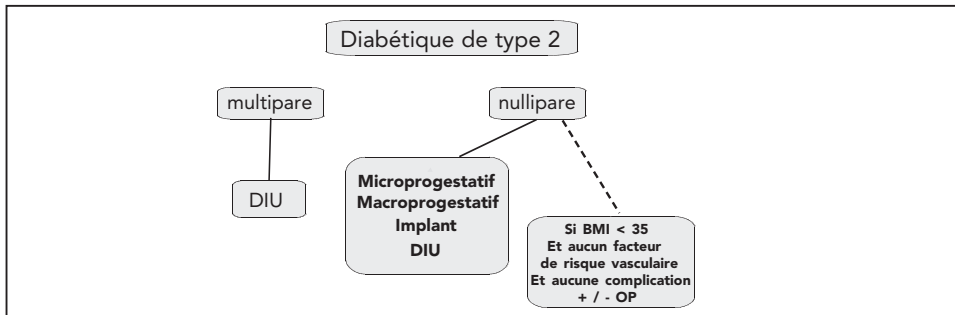 Diabétique de type 2
multipare
nullipare
DIU
Microprogestatif
Macroprogestatif
Implant
DIU
Si BMI < 35
Et aucun facteur
de risque vasculaire
Et aucune complication
+ / - OP